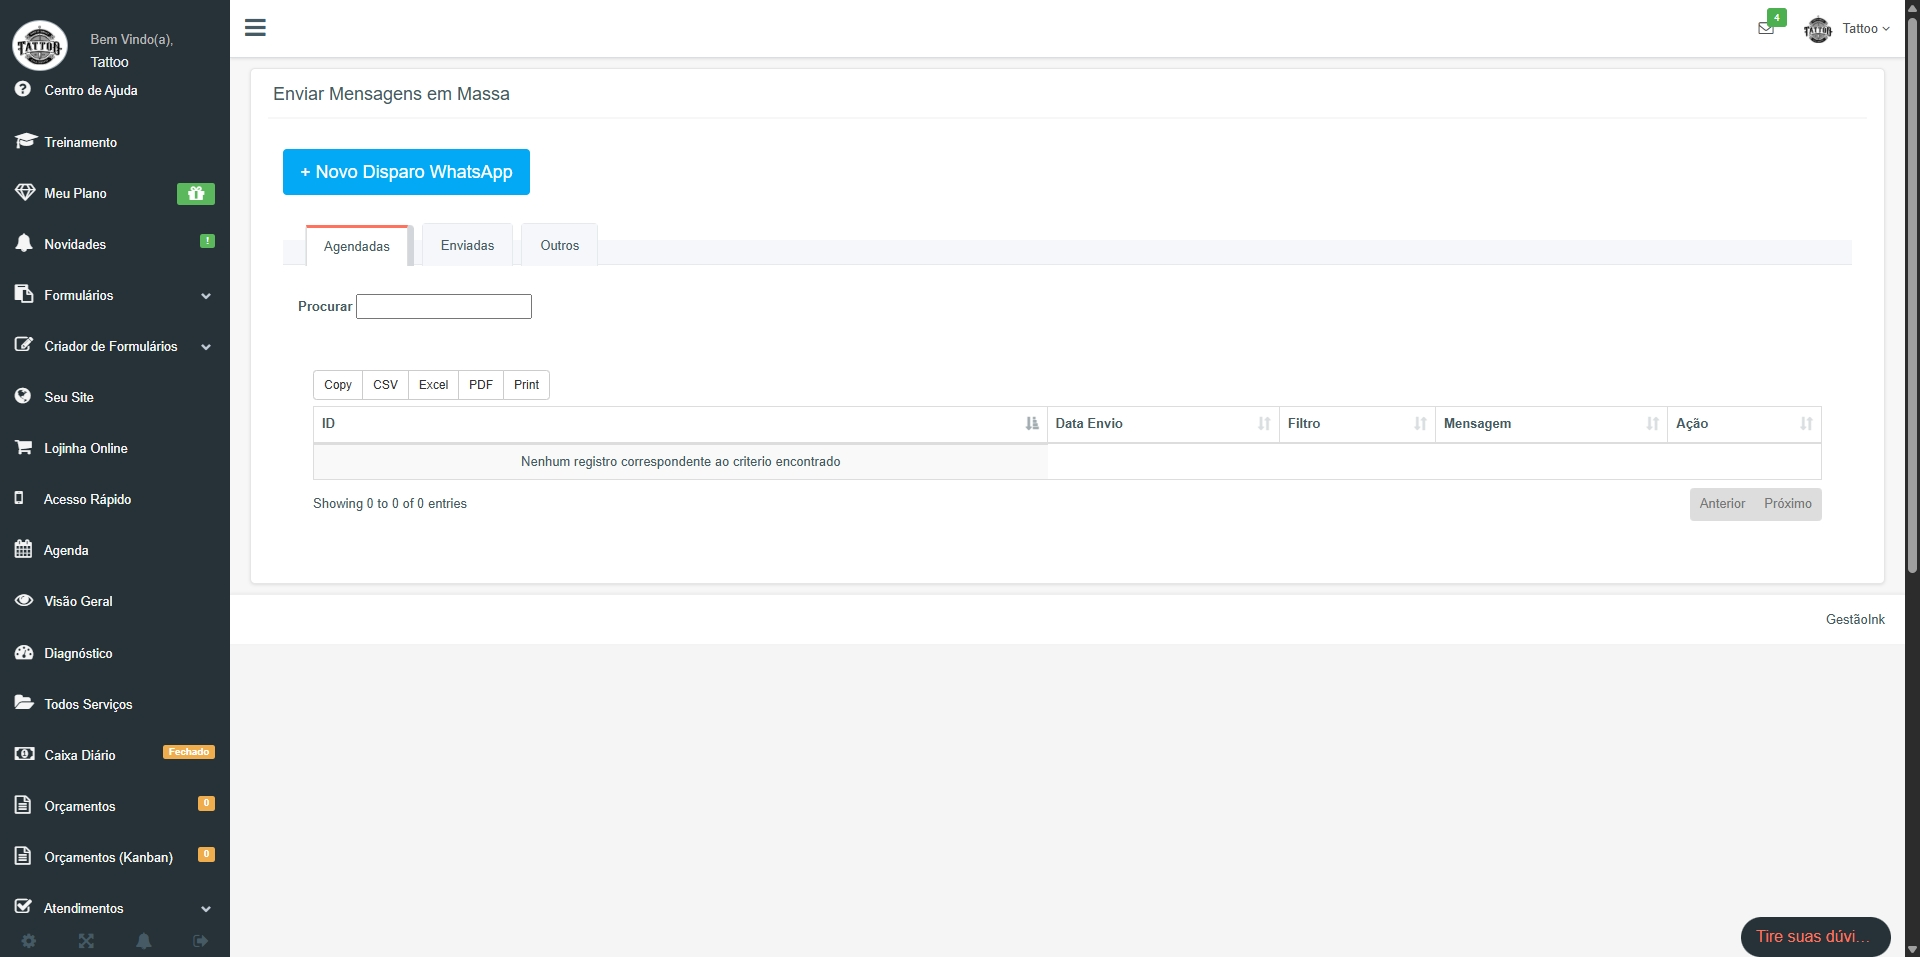 TATTOO
Bem Vindo(a),
Tattoo
Centro de Ajuda
Treinamento
Meu Plano
Novidades
!
Formulários
Criador de Formulários
Seu Site
Lojinha Online
Acesso Rápido
Agenda
Visão Geral
Diagnóstico
Todos Serviços
Caixa Diário
Fechado
Orçamentos
0
Orçamentos (Kanban)
0
Atendimentos
4
Tattoo
Enviar Mensagens em Massa
+ Novo Disparo WhatsApp
Agendadas Enviadas Outros
Procurar
Copy CSV Excel PDF Print
ID Data Envio Filtro Mensagem Ação
Nenhum registro correspondente ao criterio encontrado
Showing 0 to 0 of 0 entries
Anterior Próximo
GestãoInk
Tire suas dúvi...